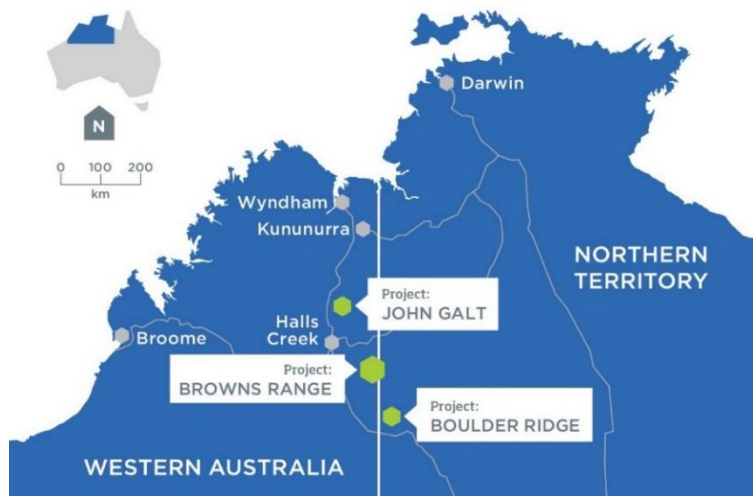 N
0 100 200
km
Darwin
Wyndham
Kununurra
NORTHERN
TERRITORY
Project:
JOHN GALT
Halls
Creek
Broome
Project:
BROWNS RANGE
Project:
BOULDER RIDGE
WESTERN AUSTRALIA